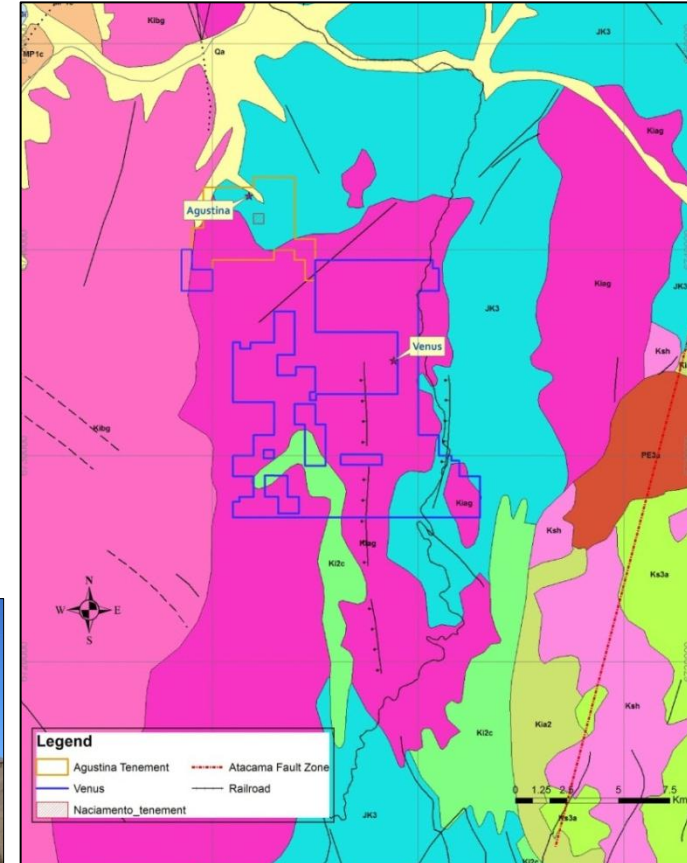 Kibg
JK3
MP1c
Qa
Kiag
Agustina
Kiag
JK3
JK3
Venus
Ksh
Kibg
PE3a
Kiag
Ksh
Kiag
Ks3a
Ki2c
N
W E
S
Ksh
Kia2
Ki2c
Legend
Agustina Tenement
Atacama Fault Zone
Venus
Railroad
Naciamento_tenement
0 1.25 2.5 5 7.5
Km
Ks3a
JK3
Ki2c